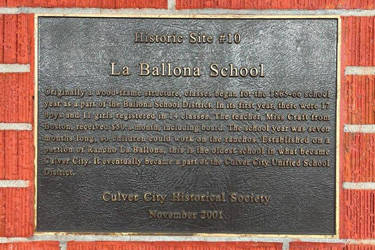 Historic Site #10
La Ballona School
Originally a wood-frame structure, classes began for the 1865-66 school
year as a part of the Ballona School District. In its first year, there were 17
boys and 11 girls registered in 14 classes. The teacher, Miss Craft from
Boston, received $50 a month, including board. The school year was seven
months long, so children could work on the ranchos. Established on a
portion of Rancho La Ballona, this is the oldest school in what became
Culver City. It eventually became a part of the Culver City Unified School
District.
Culver City Historical Society
November 2001